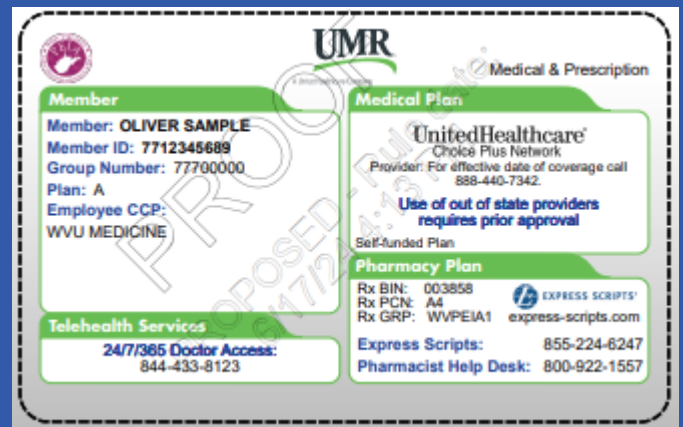 UMR
Medical & Prescription
Member
Member: OLIVER SAMPLE
Member ID: 7712345689
Group Number: 77700000
Plan: A
Employee CCP:
WVU MEDICINE
Telehealth Services
24/7/365 Doctor Access:
844-433-8123
Medical Plan
UnitedHealthcare®
Choice Plus Network
Provider: For effective date of coverage call
888-440-7342.
Use of out of state providers
requires prior approval
Self-funded Plan
Pharmacy Plan
Rx BIN: 003858
Rx PCN: A4
Rx GRP: WVPEIA1
EXPRESS SCRIPTS®
express-scripts.com
Express Scripts: 855-224-6247
Pharmacist Help Desk: 800-922-1557
PROOF